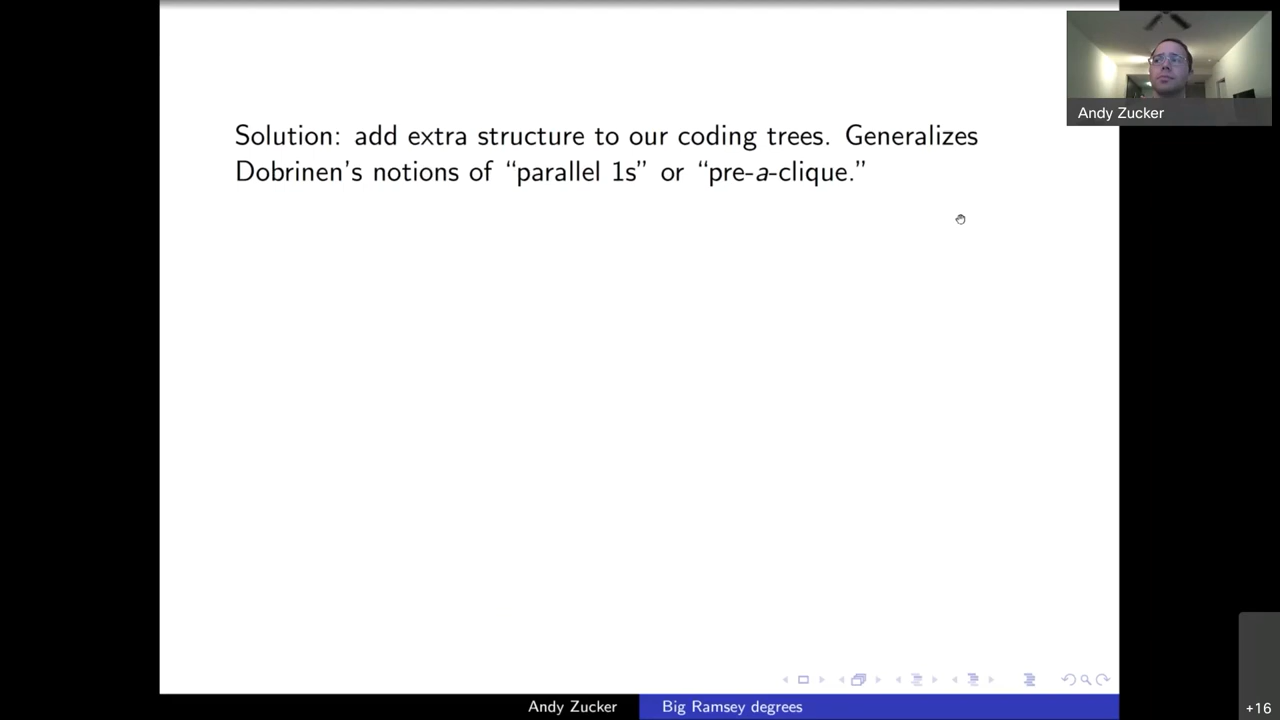 Andy Zucker
Solution: add extra structure to our coding trees. Generalizes
Dobrinen's notions of “parallel 1s” or “pre-a-clique.”
Andy Zucker
Big Ramsey degrees
+16